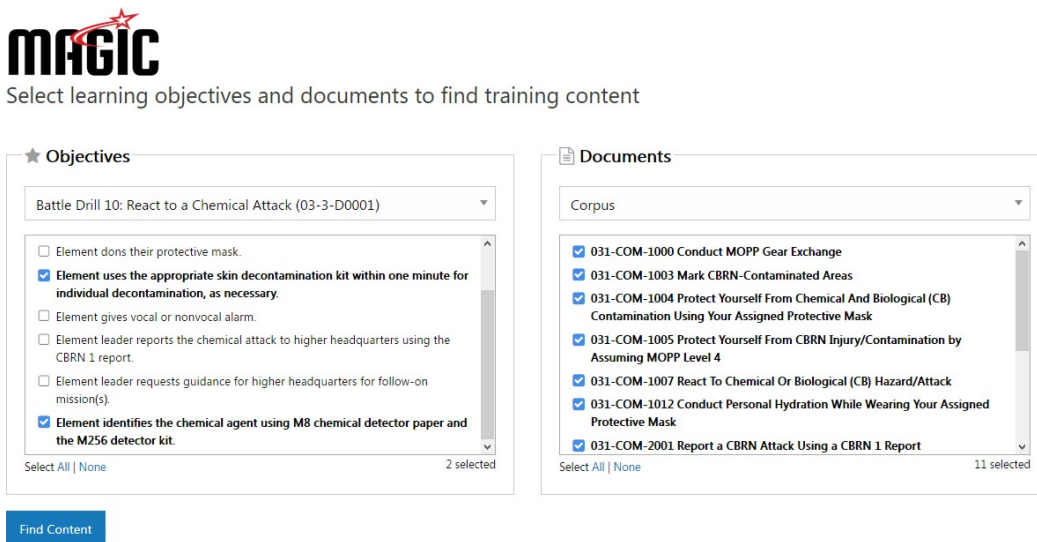 MAGIC
Select learning objectives and documents to find training content
Objectives
Battle Drill 10: React to a Chemical Attack (03-3-D0001)
Element dons their protective mask.
Element uses the appropriate skin decontamination kit within one minute for
individual decontamination, as necessary.
Element gives vocal or nonvocal alarm.
Element leader reports the chemical attack to higher headquarters using the
CBRN 1 report.
Element leader requests guidance for higher headquarters for follow-on
mission(s).
Element identifies the chemical agent using M8 chemical detector paper and
the M256 detector kit.
Select All | None
2 selected
Documents
Corpus
031-COM-1000 Conduct MOPP Gear Exchange
031-COM-1003 Mark CBRN-Contaminated Areas
031-COM-1004 Protect Yourself From Chemical And Biological (CB)
Contamination Using Your Assigned Protective Mask
031-COM-1005 Protect Yourself From CBRN Injury/Contamination by
Assuming MOPP Level 4
031-COM-1007 React To Chemical Or Biological (CB) Hazard/Attack
031-COM-1012 Conduct Personal Hydration While Wearing Your Assigned
Protective Mask
031-COM-2001 Report a CBRN Attack Using a CBRN 1 Report
Select All | None
11 selected
Find Content